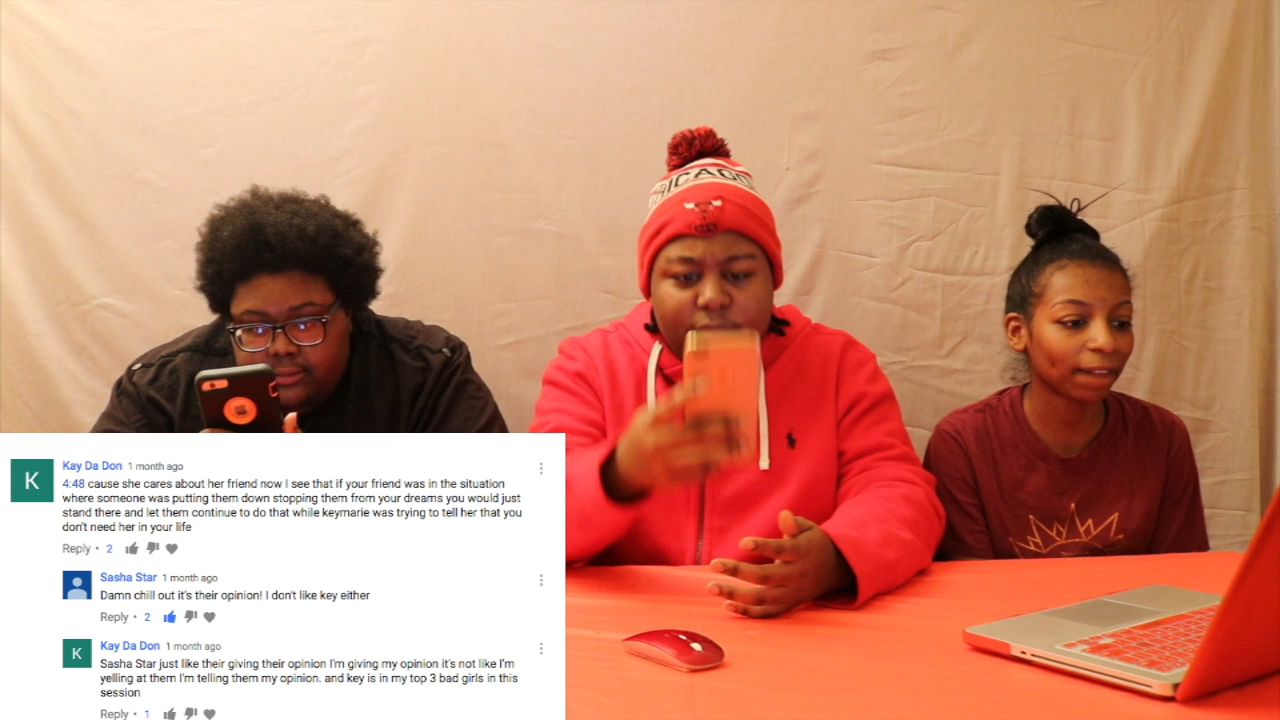 CHICAGO
K
Kay Da Don 1 month ago
4:48 cause she cares about her friend now I see that if your friend was in the situation
where someone was putting them down stopping them from your dreams you would just
stand there and let them continue to do that while keymarie was trying to tell her that you
don't need her in your life
Reply • 2
Sasha Star 1 month ago
Damn chill out it's their opinion! I don't like key either
Reply • 2
K
Kay Da Don 1 month ago
Sasha Star just like their giving their opinion I'm giving my opinion it's not like I'm
yelling at them I'm telling them my opinion. and key is in my top 3 bad girls in this
session
Reply • 1